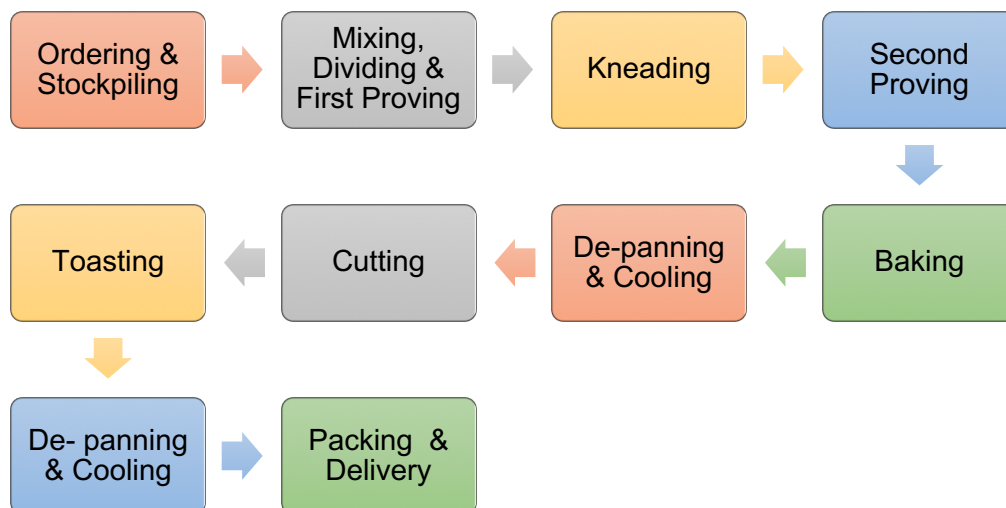 Ordering &
Stockpiling
Mixing,
Dividing &
First Proving
Kneading
Second
Proving
Baking
De-panning
& Cooling
Cutting
Toasting
De- panning
& Cooling
Packing &
Delivery